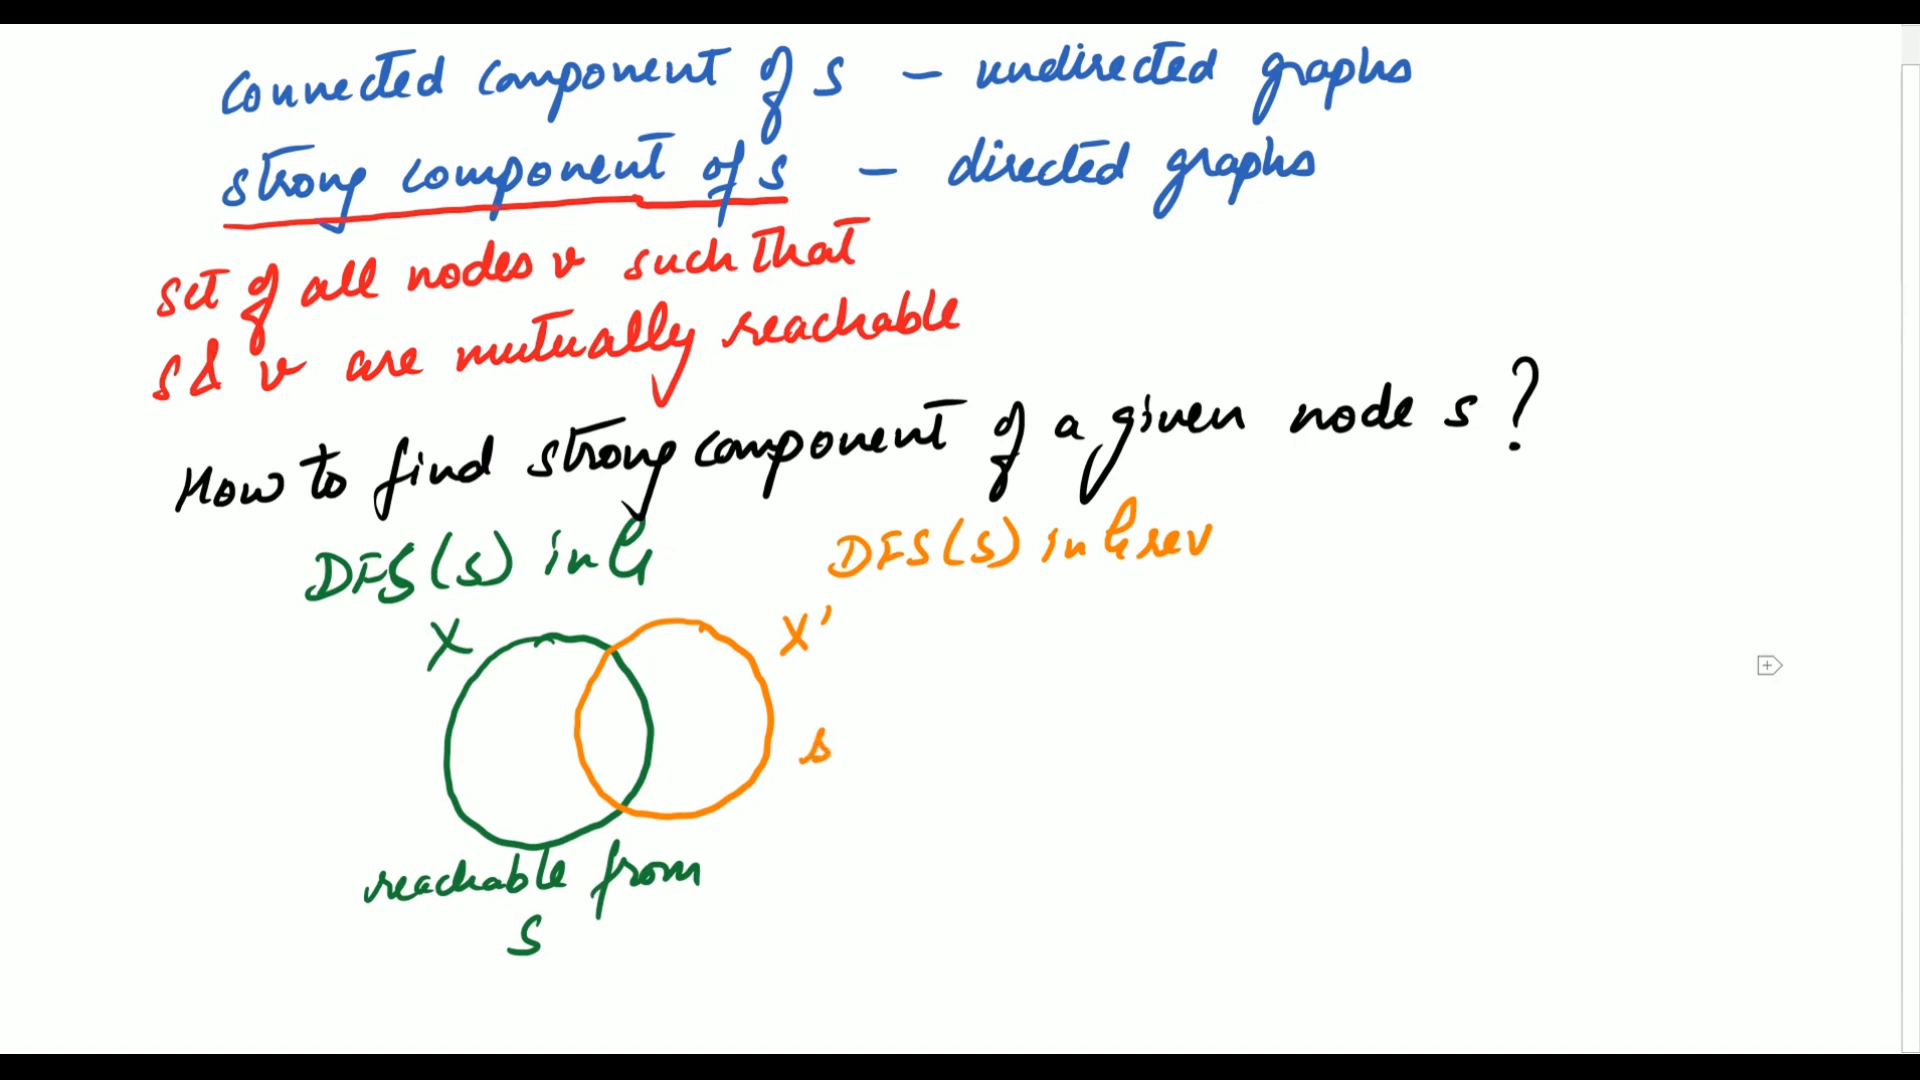 connected component of s – undirected graphs
strong component of s – directed graphs
set of all nodes v such that
s & v are mutually reachable
How to find strong component of a given node s?
DFS(s) in G DFS(s) in Grev
X X'
s
reachable from
s